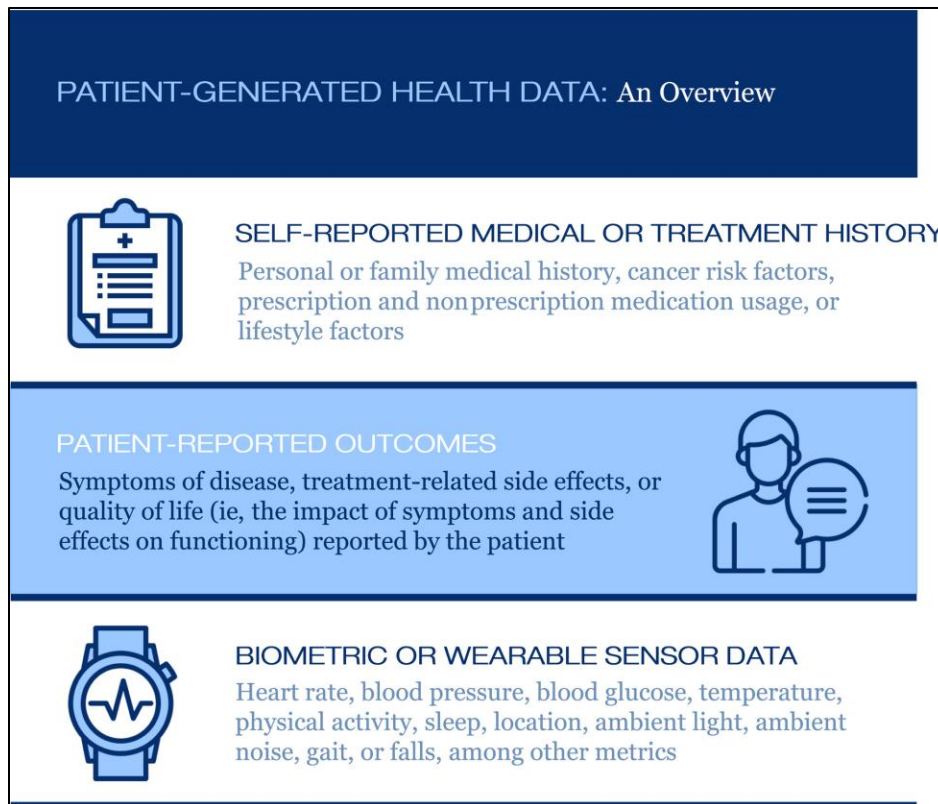 PATIENT-GENERATED HEALTH DATA: An Overview
SELF-REPORTED MEDICAL OR TREATMENT HISTORY
Personal or family medical history, cancer risk factors,
prescription and nonprescription medication usage, or
lifestyle factors
PATIENT-REPORTED OUTCOMES
Symptoms of disease, treatment-related side effects, or
quality of life (ie, the impact of symptoms and side
effects on functioning) reported by the patient
BIOMETRIC OR WEARABLE SENSOR DATA
Heart rate, blood pressure, blood glucose, temperature,
physical activity, sleep, location, ambient light, ambient
noise, gait, or falls, among other metrics